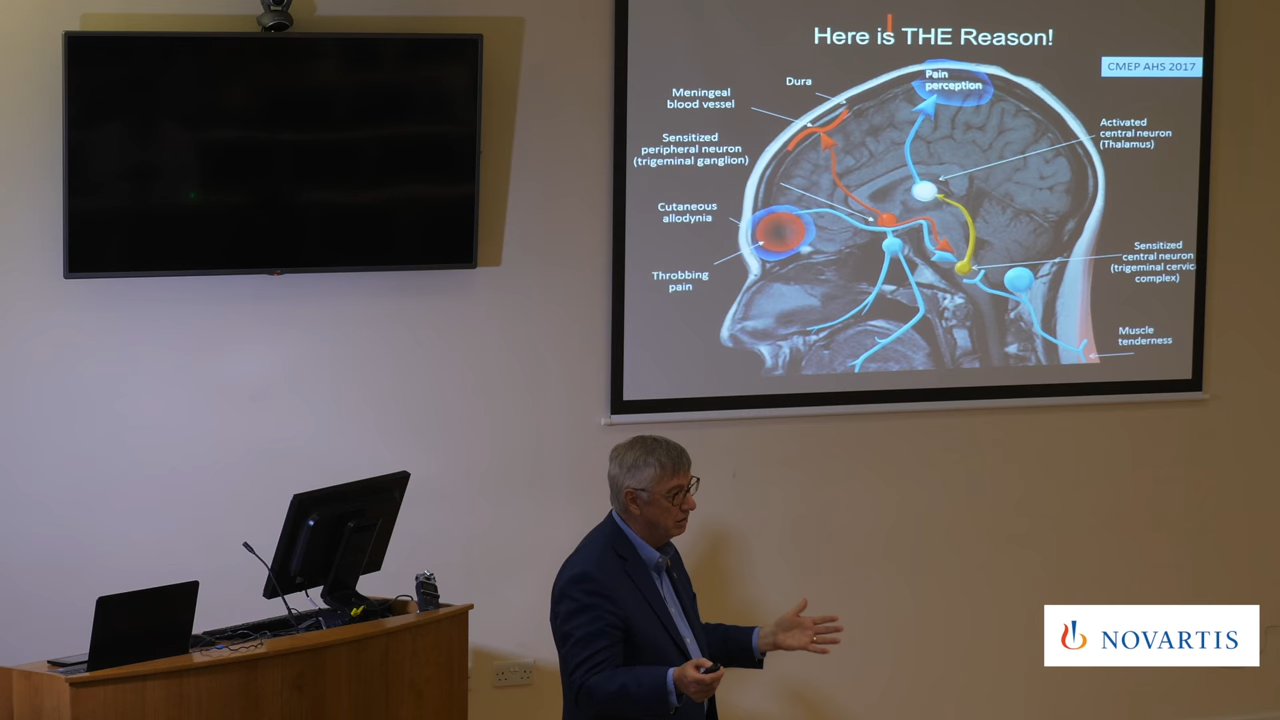 Here is THE Reason!
CMEP AHS 2017
Pain
perception
Dura
Meningeal
blood vessel
Activated
central neuron
(Thalamus)
Sensitized
peripheral neuron
(trigeminal ganglion)
Cutaneous
allodynia
Throbbing
pain
Sensitized
central neuron
(trigeminal cervic
complex)
Muscle
tenderness
NOVARTIS